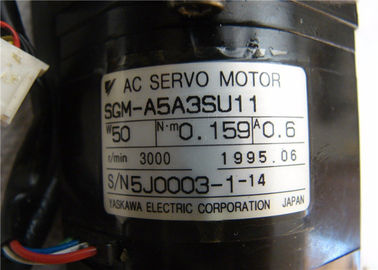 AC SERVO MOTOR
SGM-A5A3SU11
W 50 N·m 0.159 A 0.6
r/min 3000 1995.06
S/N 5J0003-1-14
YASKAWA ELECTRIC CORPORATION JAPAN